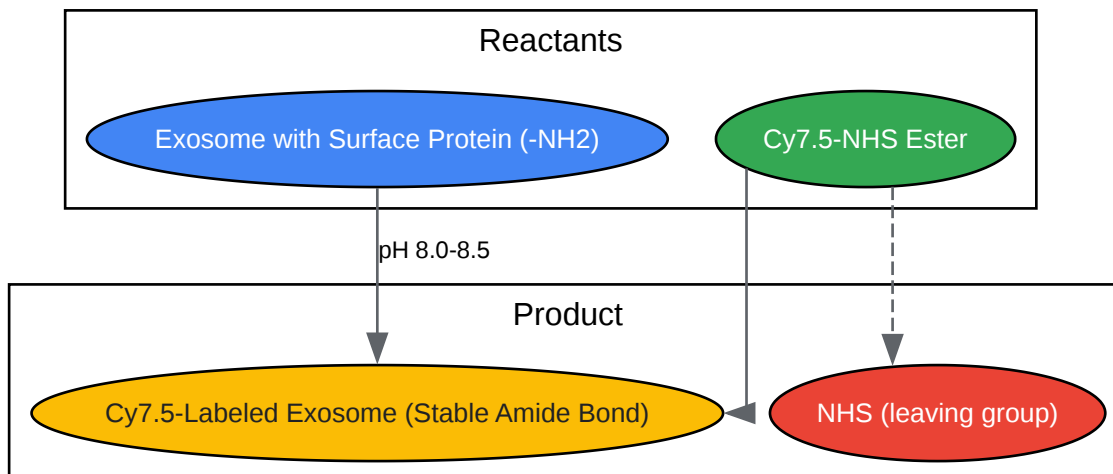 Reactants
Exosome with Surface Protein (-NH2)
Cy7.5-NHS Ester
pH 8.0-8.5
Product
Cy7.5-Labeled Exosome (Stable Amide Bond)
NHS (leaving group)